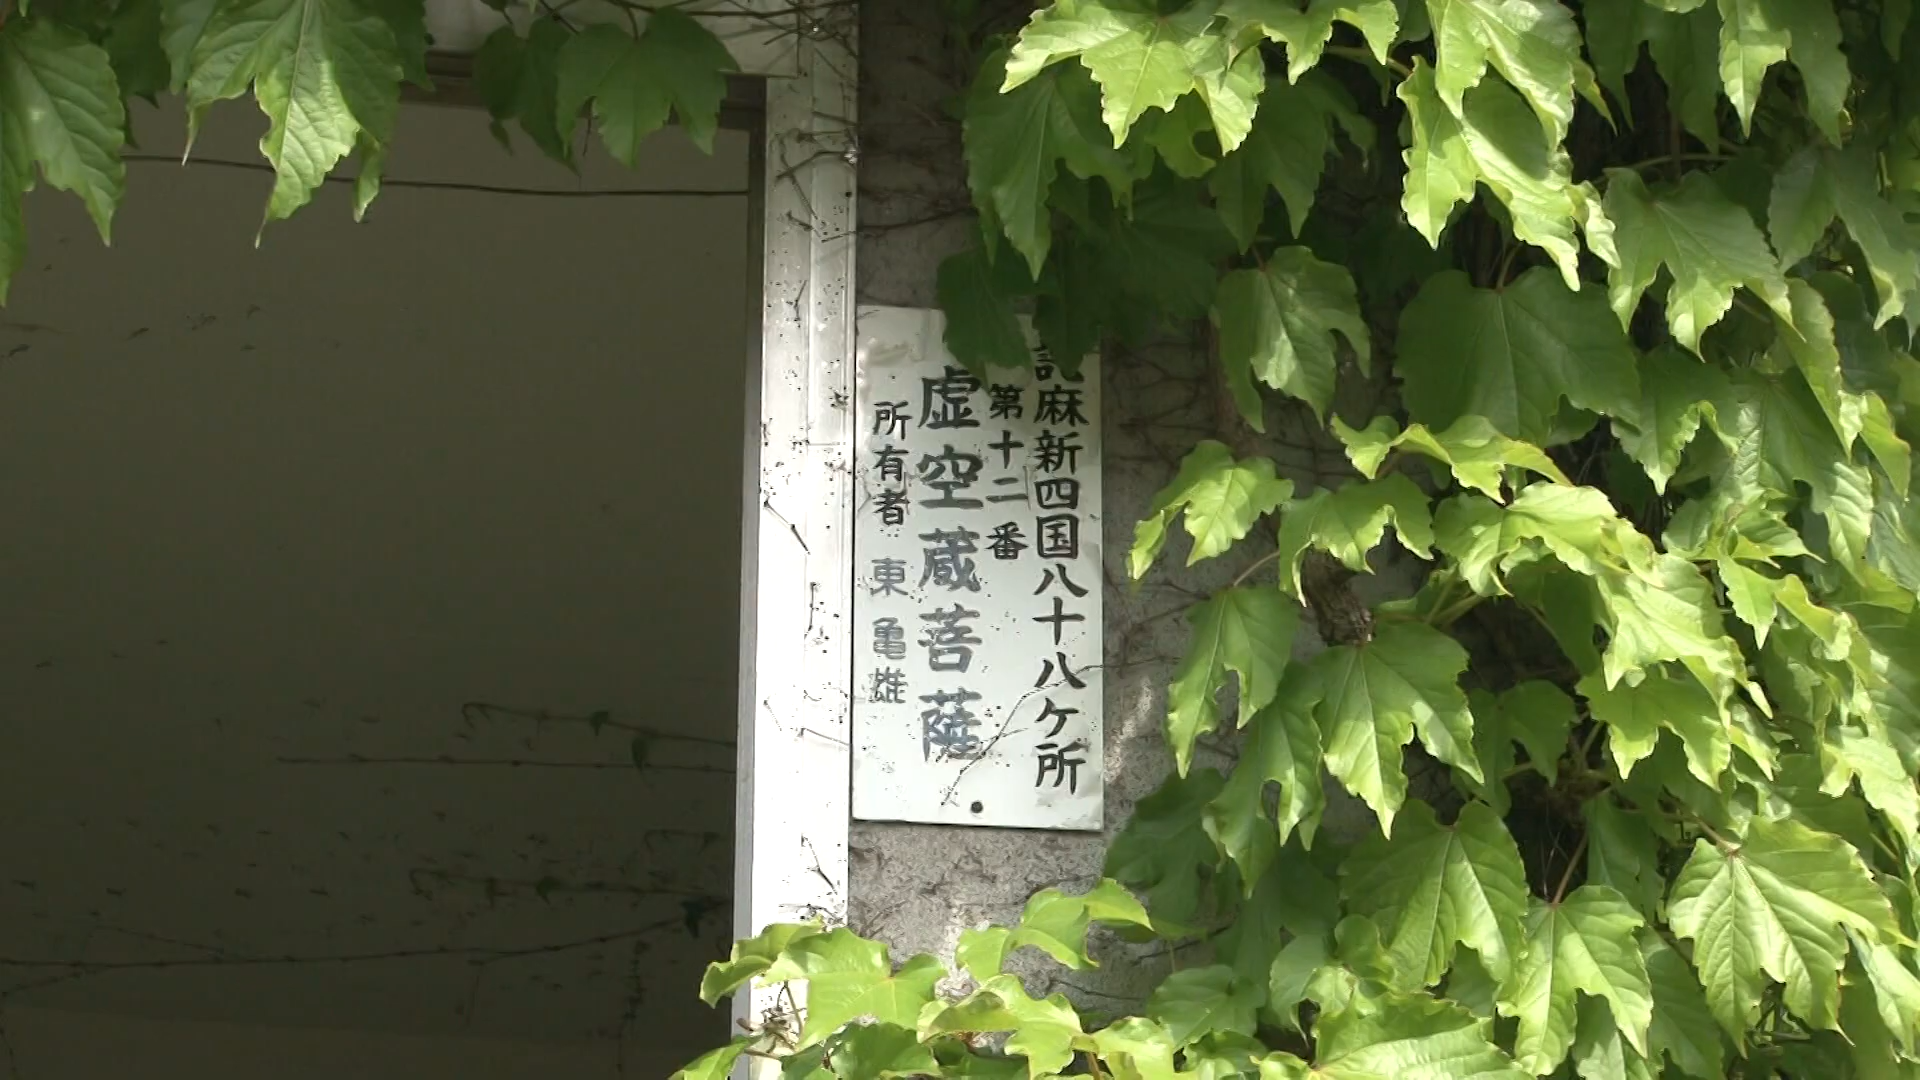 託麻新四国八十八ケ所
第十二番
虚空蔵菩薩
所有者 東 亀雄